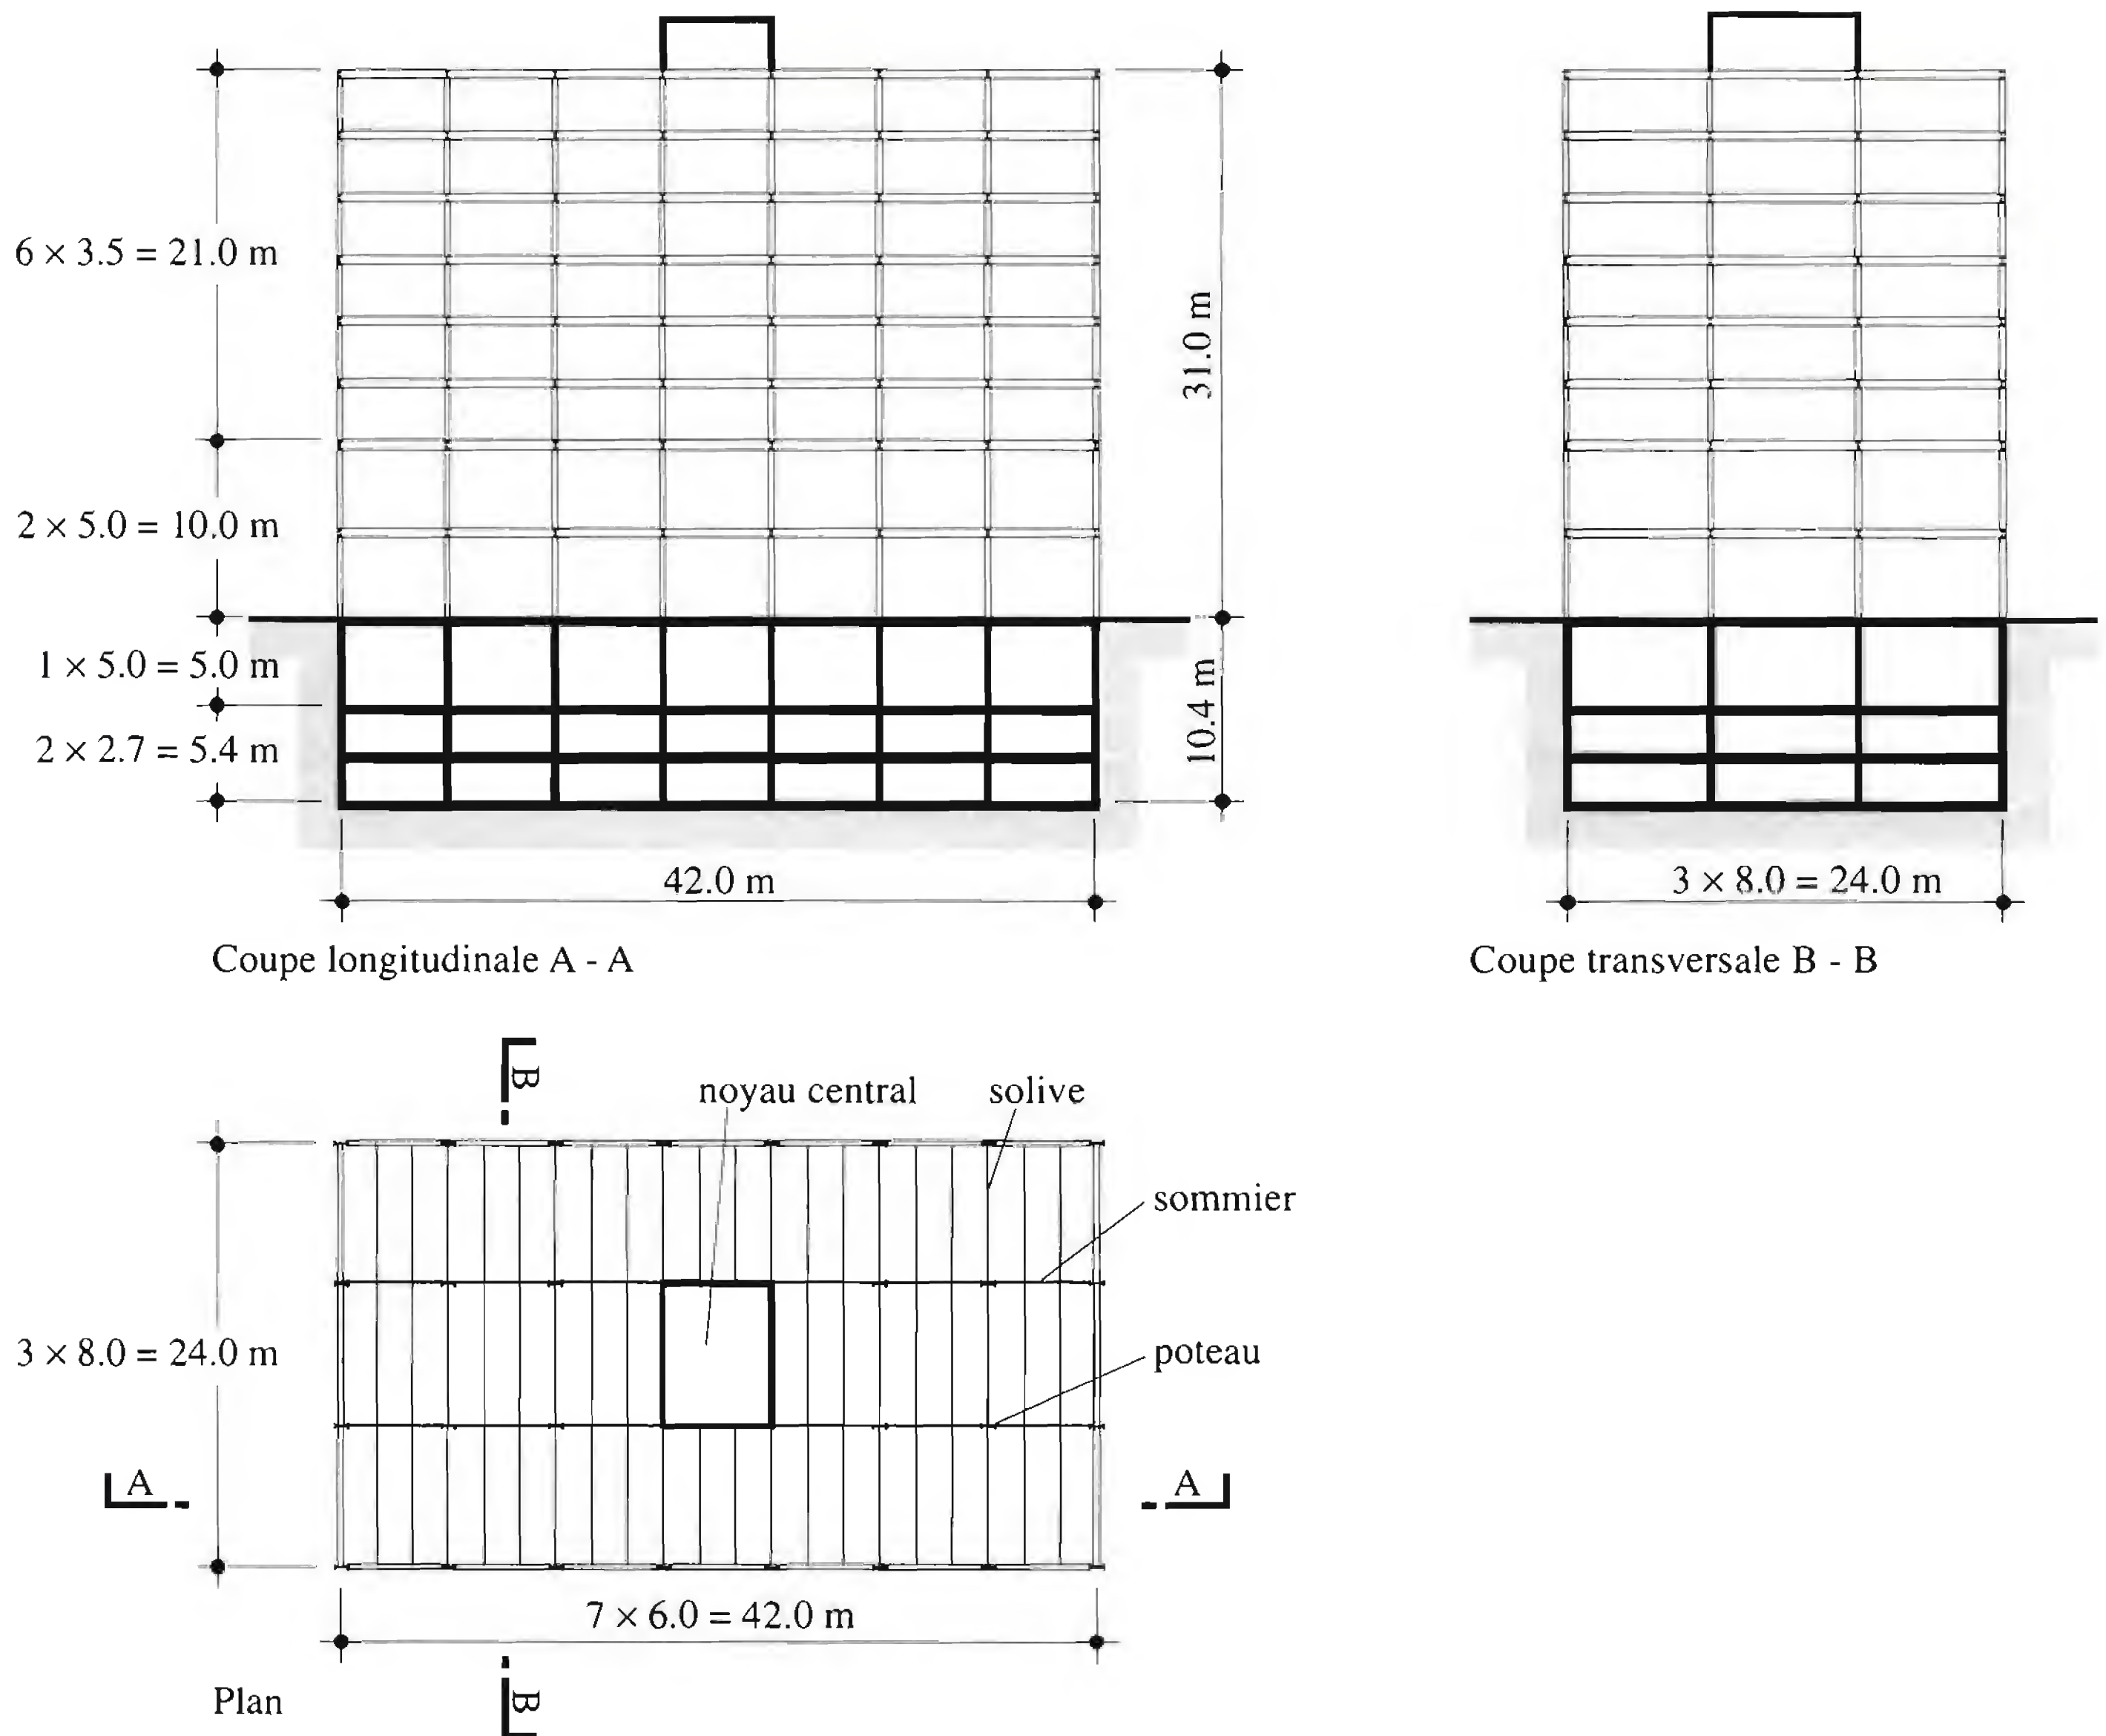 6 × 3.5 = 21.0 m
31.0 m
2 × 5.0 = 10.0 m
1 × 5.0 = 5.0 m
10.4 m
2 × 2.7 = 5.4 m
42.0 m
3 × 8.0 = 24.0 m
Coupe longitudinale A - A
Coupe transversale B - B
B
noyau central
solive
sommier
3 × 8.0 = 24.0 m
poteau
A
A
7 × 6.0 = 42.0 m
Plan
B